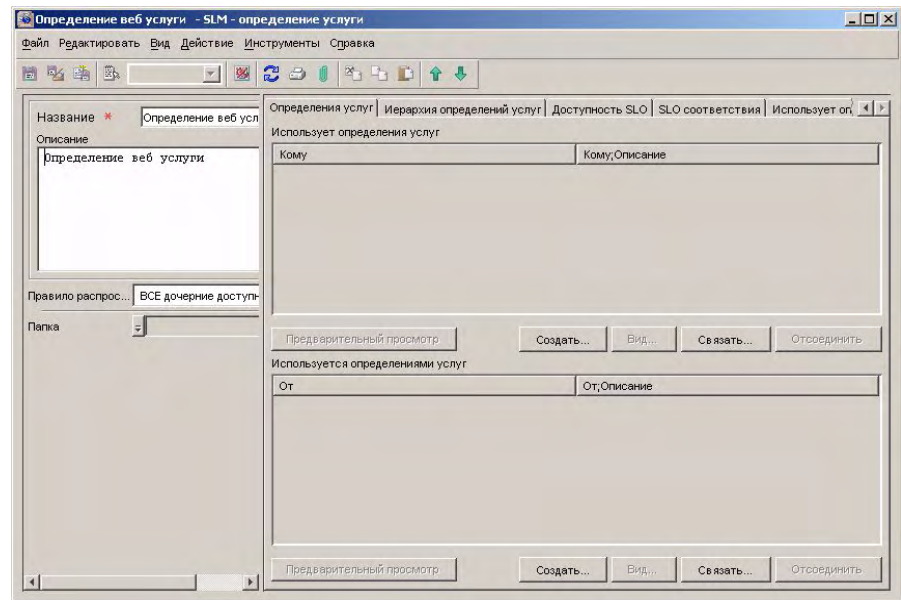 Определение веб услуги - SLM - определение услуги
Файл Редактировать Вид Действие Инструменты Справка
Название *
Определение веб усл
Описание
Определение веб услуги
Правило распрос... ВСЕ дочерние доступн
Папка
Определения услуг Иерархия определений услуг Доступность SLO SLO соответствия Использует оп
Использует определения услуг
Кому Кому;Описание
Предварительный просмотр Создать... Вид... Связать... Отсоединить
Используется определениями услуг
От От;Описание
Предварительный просмотр Создать... Вид... Связать... Отсоединить